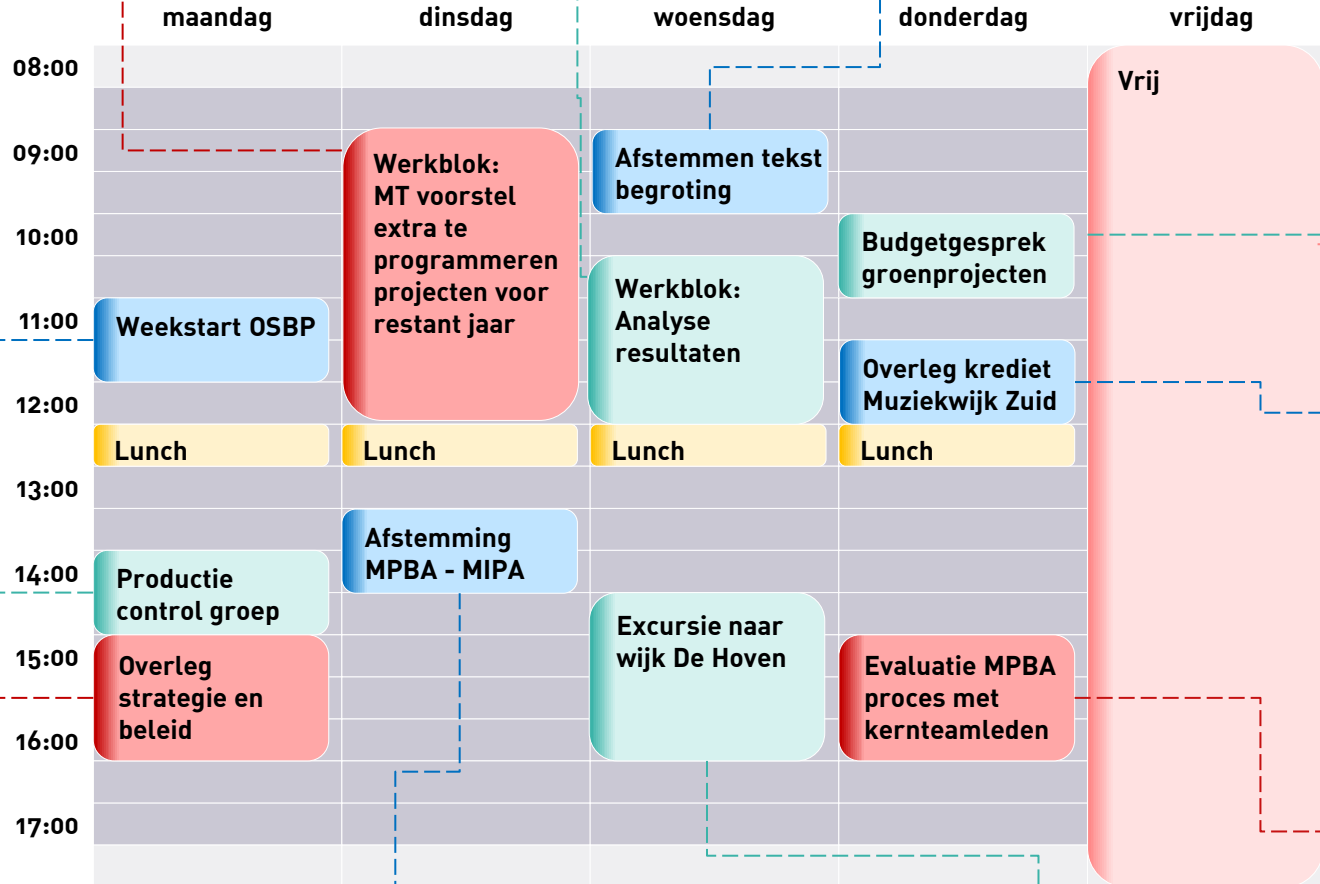 maandag
dinsdag
woensdag
donderdag
vrijdag
08:00
09:00
10:00
11:00
12:00
13:00
14:00
15:00
16:00
17:00
Weekstart OSBP
Lunch
Productie
control groep
Overleg
strategie en
beleid
Werkblok:
MT voorstel
extra te
programmeren
projecten voor
restant jaar
Lunch
Afstemming
MPBA - MIPA
Afstemmen tekst
begroting
Werkblok:
Analyse
resultaten
Lunch
Excursie naar
wijk De Hoven
Budgetgesprek
groenprojecten
Overleg krediet
Muziekwijk Zuid
Lunch
Evaluatie MPBA
proces met
kernteamleden
Vrij